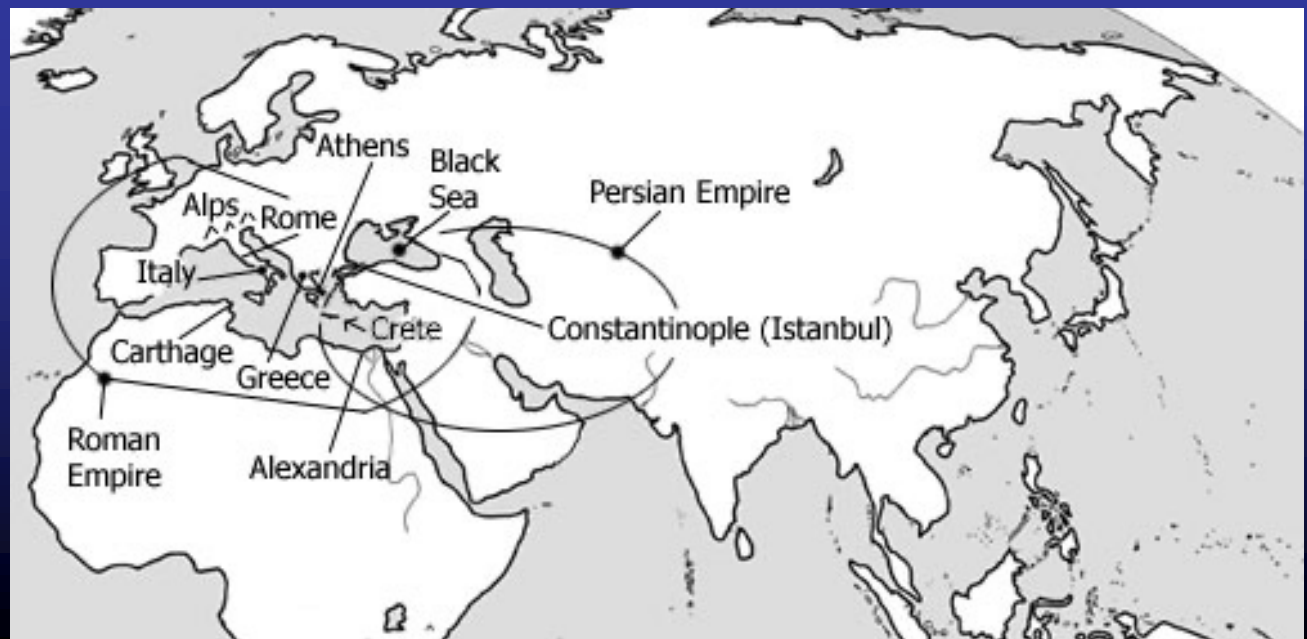 Athens
Black
Sea
Persian Empire
Alps
Rome
Italy
Crete
Constantinople (Istanbul)
Carthage
Greece
Roman
Empire
Alexandria